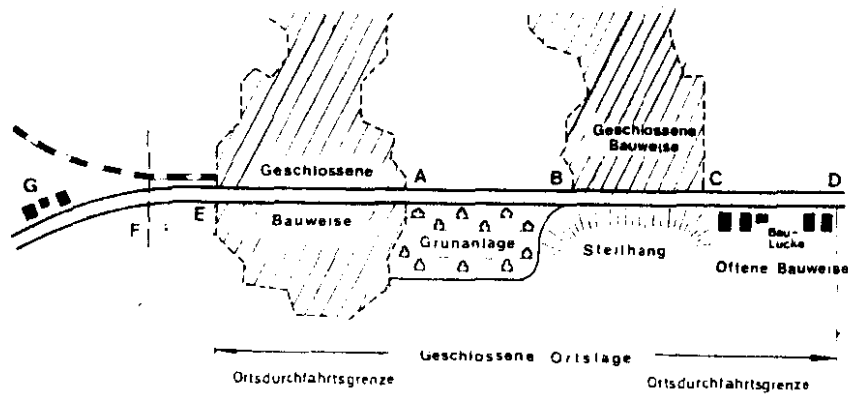 Geschlossene
Bauweise
Geschlossene
Bauweise
A
B
C
D
E
F
G
Grünanlage
Steilhang
Bau-
Lücke
Offene Bauweise
Geschlossene Ortslage
Ortsdurchfahrtsgrenze
Ortsdurchfahrtsgrenze